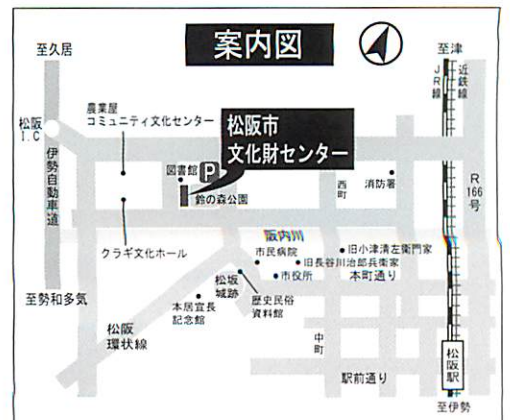 案内図
至久居
至津
JR線
近鉄線
農業屋
コミュニティ文化センター
松阪
I.C
伊勢自動車道
松阪市
文化財センター
図書館
P
鈴の森公園
西町
消防署
R
166
号
阪内川
クラギ文化ホール
市民病院
旧小津清左衛門家
旧長谷川治郎兵衛家
市役所
本町通り
松坂
城跡
歴史民俗
資料館
本居宣長
記念館
至勢和多気
松阪
環状線
中町
駅前通り
松阪駅
至伊勢